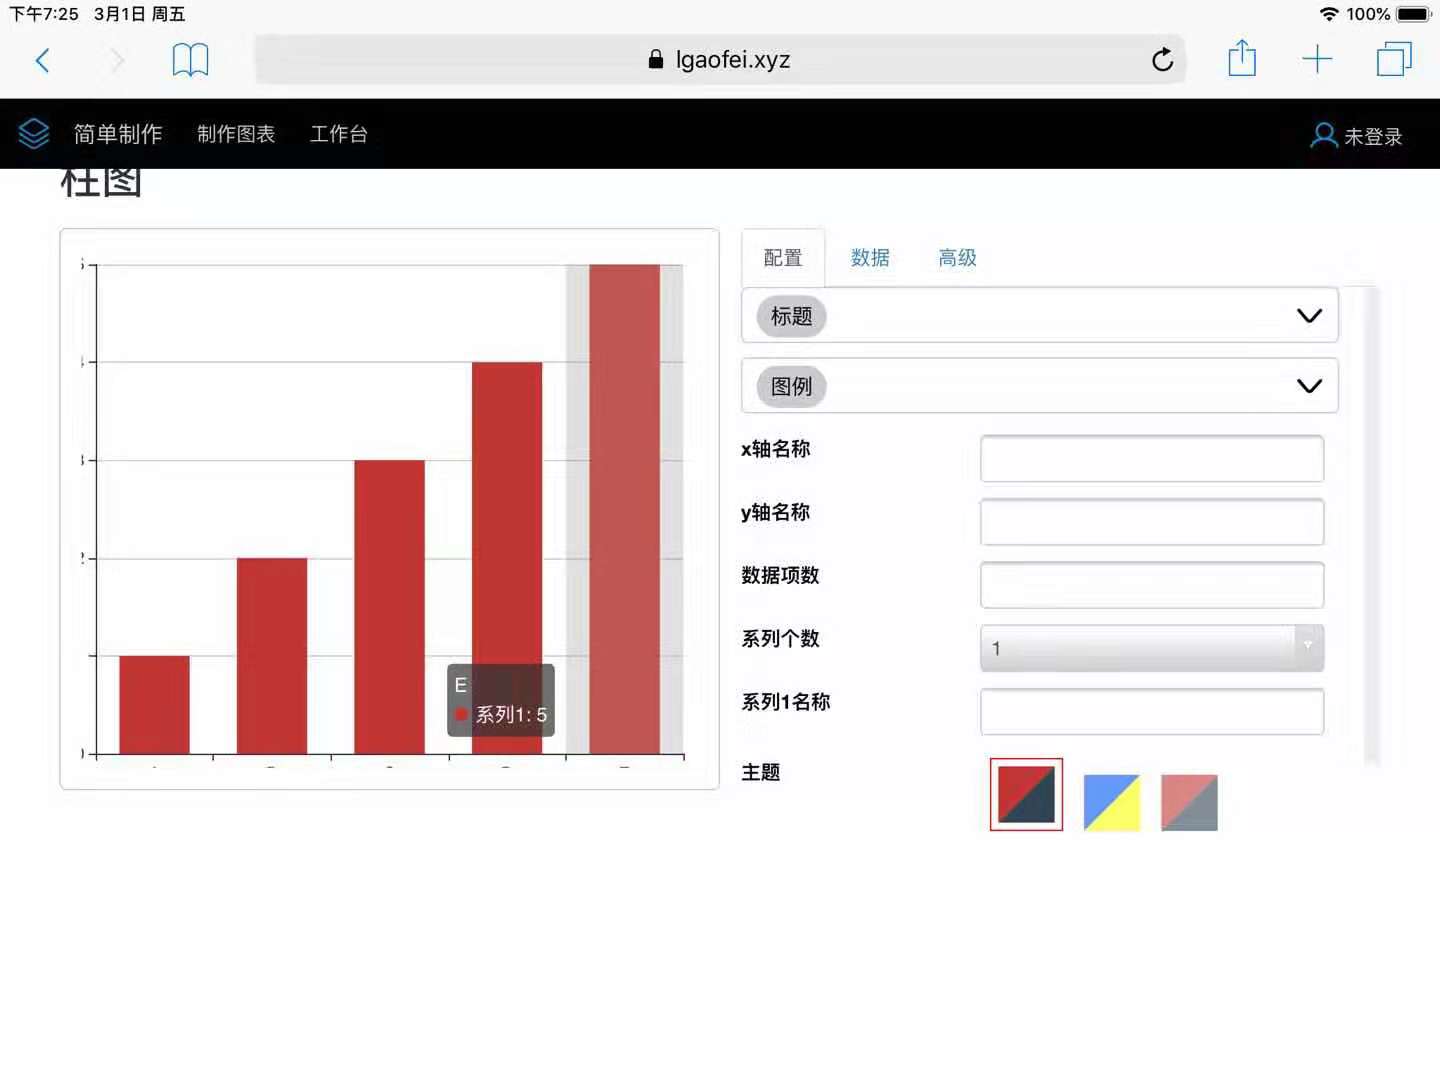 下午7:25 3月1日 周五
100%
lgaofei.xyz
简单制作 制作图表 工作台
未登录
柱图
配置 数据 高级
标题
图例
x轴名称
y轴名称
数据项数
系列个数 1
系列1名称
主题
E
系列1: 5